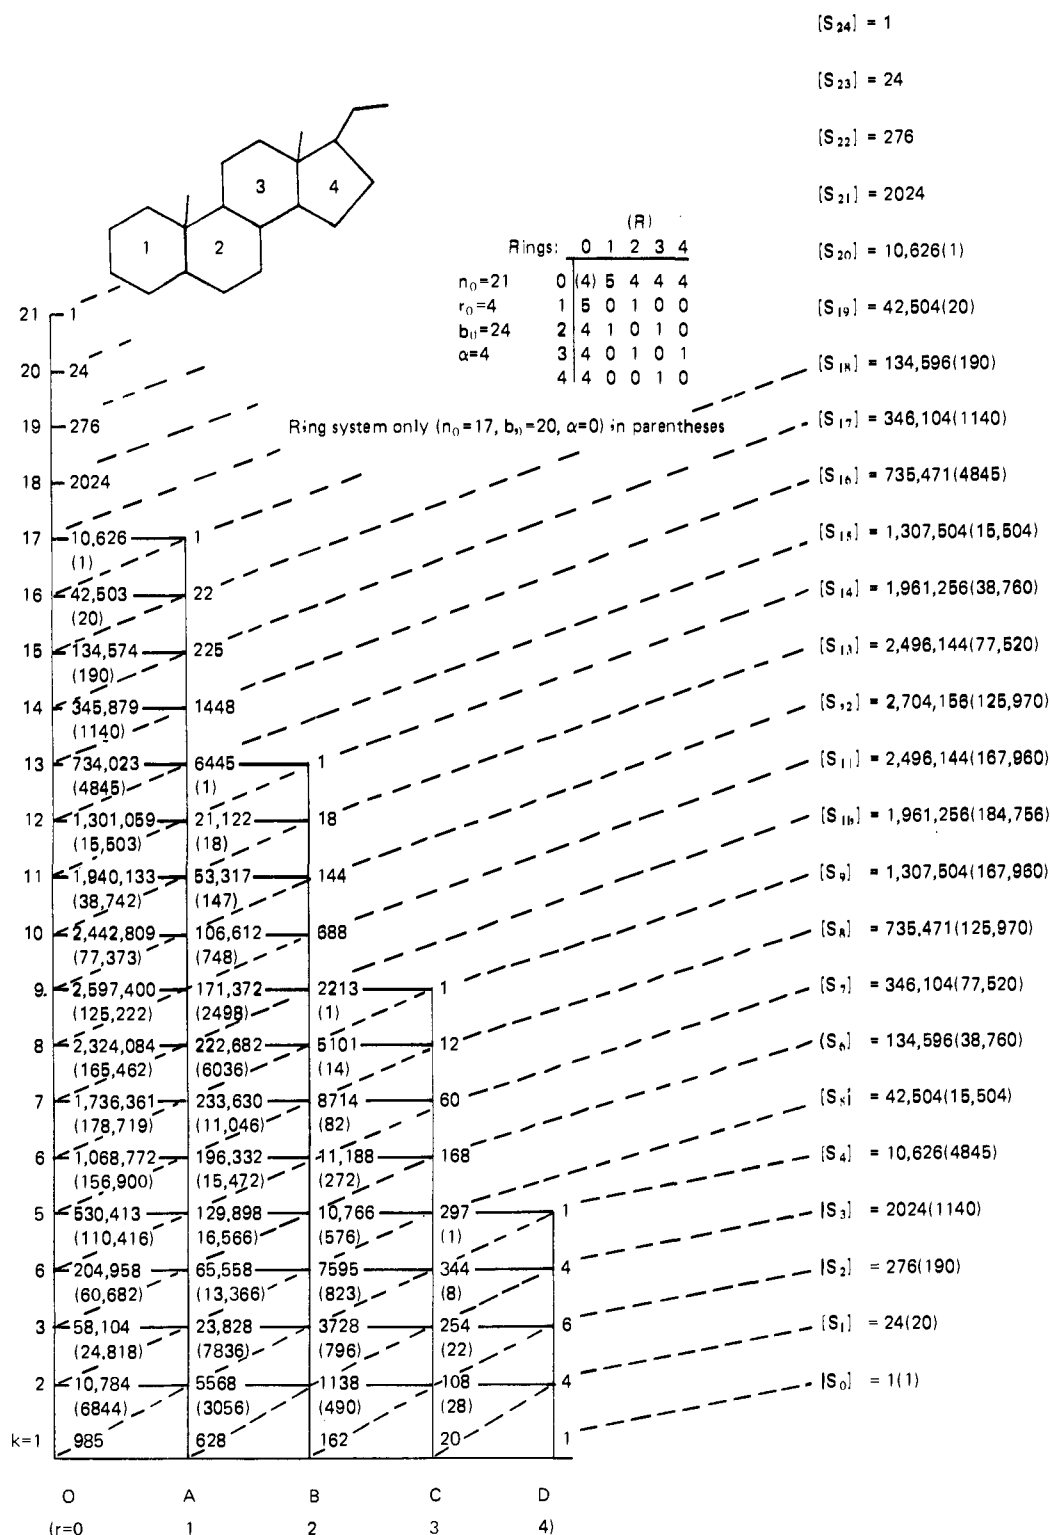 [S24] = 1
[S23] = 24
[S22] = 276
[S21] = 2024
[S20] = 10,626(1)
[S19] = 42,504(20)
[S18] = 134,596(190)
[S17] = 346,104(1140)
[S16] = 735,471(4845)
[S15] = 1,307,504(15,504)
[S14] = 1,961,256(38,760)
[S13] = 2,496,144(77,520)
[S12] = 2,704,156(125,970)
[S11] = 2,496,144(167,960)
[S10] = 1,961,256(184,756)
[S9] = 1,307,504(167,960)
[S8] = 735,471(125,970)
[S7] = 346,104(77,520)
[S6] = 134,596(38,760)
[S5] = 42,504(15,504)
[S4] = 10,626(4845)
[S3] = 2024(1140)
[S2] = 276(190)
[S1] = 24(20)
[S0] = 1(1)
1 2 3 4
(R)
Rings: 0 1 2 3 4
n0=21 0 (4) 5 4 4 4
r0=4 1 5 0 1 0 0
b0=24 2 4 1 0 1 0
α=4 3 4 0 1 0 1
4 4 0 0 1 0
Ring system only (n0=17, b0=20, α=0) in parentheses
21 1
20 24
19 276
18 2024
17 10,626 1
(1)
16 42,503 22
(20)
15 134,574 225
(190)
14 345,879 1448
(1140)
13 734,023 6445 1
(4845) (1)
12 1,301,059 21,122 18
(15,503) (18)
11 1,940,133 53,317 144
(38,742) (147)
10 2,442,809 106,612 688
(77,373) (748)
9 2,597,400 171,372 2213 1
(125,222) (2498) (1)
8 2,324,084 222,682 5101 12
(165,462) (6036) (14)
7 1,736,361 233,630 8714 60
(178,719) (11,046) (82)
6 1,068,772 196,332 11,188 168
(156,900) (15,472) (272)
5 530,413 129,898 10,766 297 1
(110,416) 16,566) (576) (1)
6 204,958 65,558 7595 344 4
(60,682) (13,366) (823) (8)
3 58,104 23,828 3728 254 6
(24,818) (7836) (796) (22)
2 10,784 5568 1138 108 4
(6844) (3056) (490) (28)
k=1 985 628 162 20 1
O A B C D
(r=0 1 2 3 4)